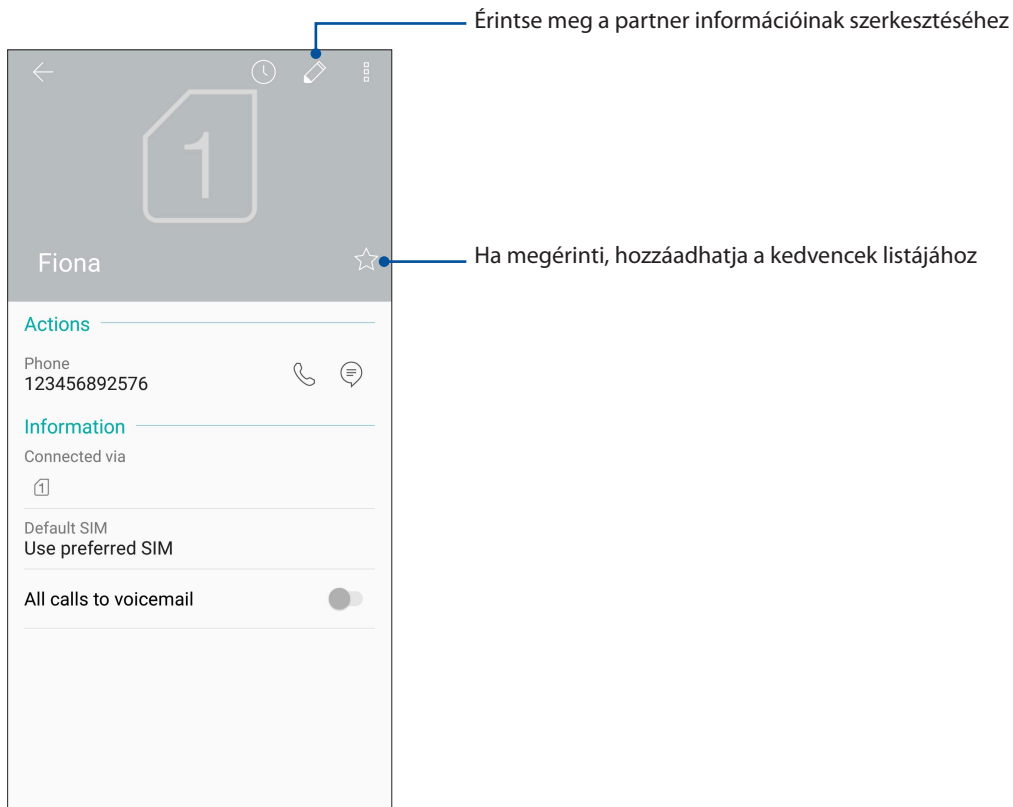 Érintse meg a partner információinak szerkesztéséhez
1
Fiona
Ha megérinti, hozzáadhatja a kedvencek listájához
Actions
Phone
123456892576
Information
Connected via
1
Default SIM
Use preferred SIM
All calls to voicemail